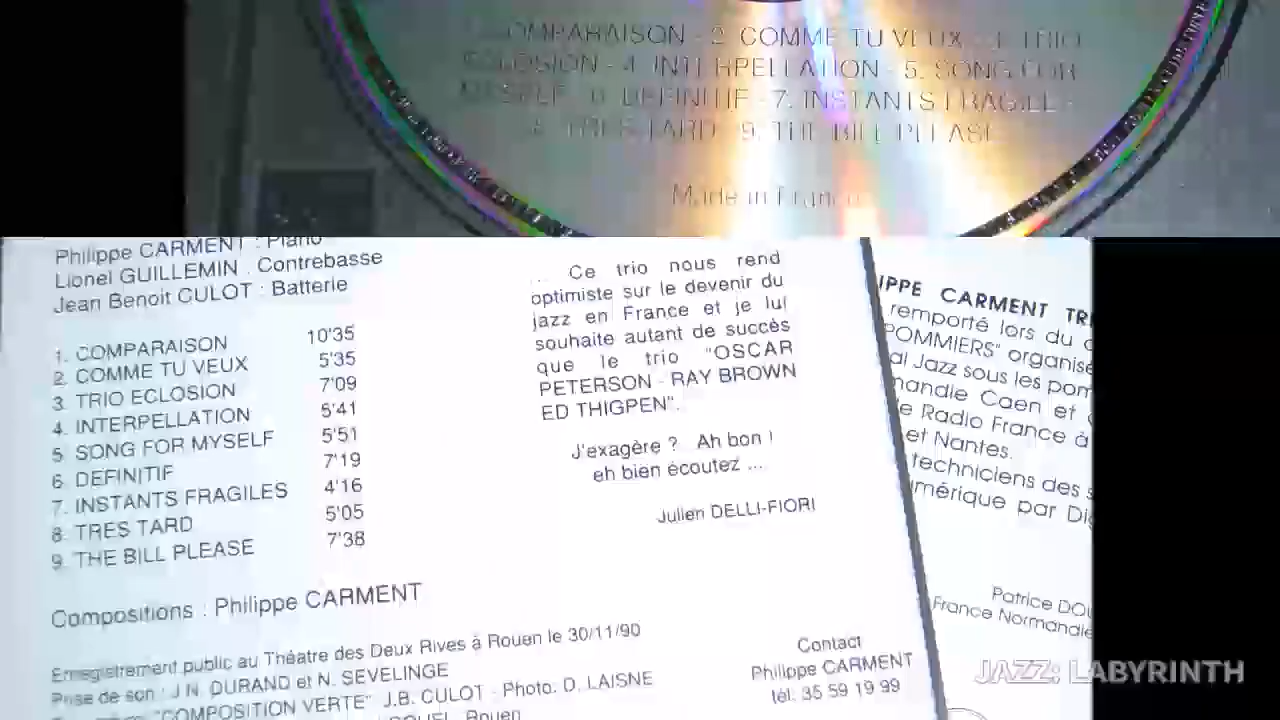 COMPARAISON - 2. COMME TU VEUX - 3. TRIO
ECLOSION - 4. INTERPELLATION - 5. SONG FOR
MYSELF - 6. DEFINITIF - 7. INSTANTS FRAGILES
8. TRES TARD - 9. THE BILL PLEASE
Made in France
Philippe CARMENT : Piano
Lionel GUILLEMIN : Contrebasse
Jean Benoit CULOT : Batterie
1. COMPARAISON 10'35
2. COMME TU VEUX 5'35
3. TRIO ECLOSION 7'09
4. INTERPELLATION 5'41
5. SONG FOR MYSELF 5'51
6. DEFINITIF 7'19
7. INSTANTS FRAGILES 4'16
8. TRES TARD 5'05
9. THE BILL PLEASE 7'38
Compositions : Philippe CARMENT
Enregistrement public au Théatre des Deux Rives à Rouen le 30/11/90
Prise de son : J.N. DURAND et N. SEVELINGE
"COMPOSITION VERTE" J.B. CULOT - Photo: D. LAISNE
Rouen
... Ce trio nous rend
optimiste sur le devenir du
jazz en France et je lui
souhaite autant de succès
que le trio "OSCAR
PETERSON - RAY BROWN
ED THIGPEN".
J'exagère ? Ah bon !
eh bien écoutez ...
Julien DELLI-FIORI
Contact
Philippe CARMENT
tél. 35 59 19 99
IPPE CARMENT TRI
remporté lors du
POMMIERS" organisé
al Jazz sous les pom
mandie Caen et
e Radio France à
et Nantes.
techniciens des s
umérique par Di
Patrice DOU
France Normandie
JAZZ: LABYRINTH